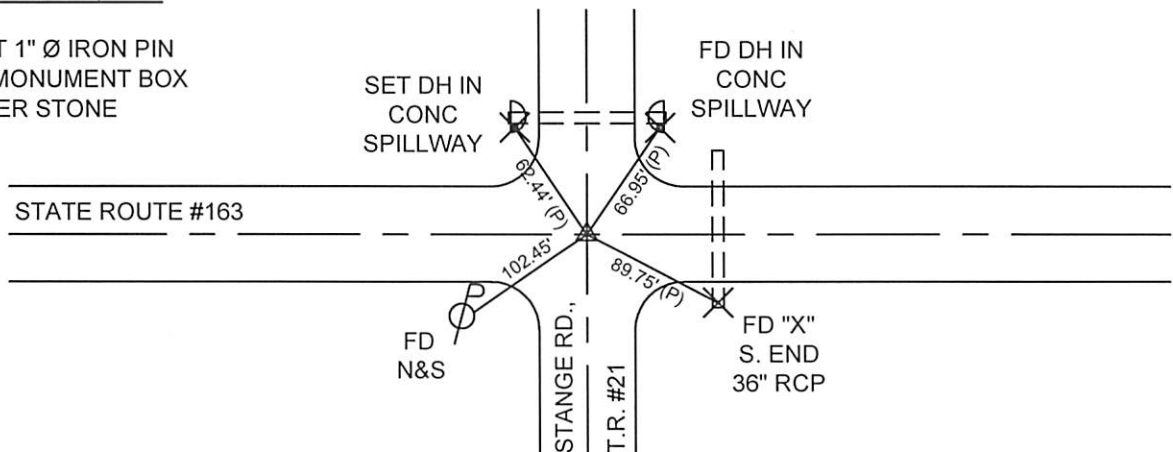 1" Ø IRON PIN
MONUMENT BOX
STONE
SET DH IN
CONC
SPILLWAY
FD DH IN
CONC
SPILLWAY
62.44' (P)
66.95' (P)
STATE ROUTE #163
102.45'
89.75' (P)
P
FD
N&S
FD "X"
S. END
36" RCP
STANGE RD.,
T.R. #21